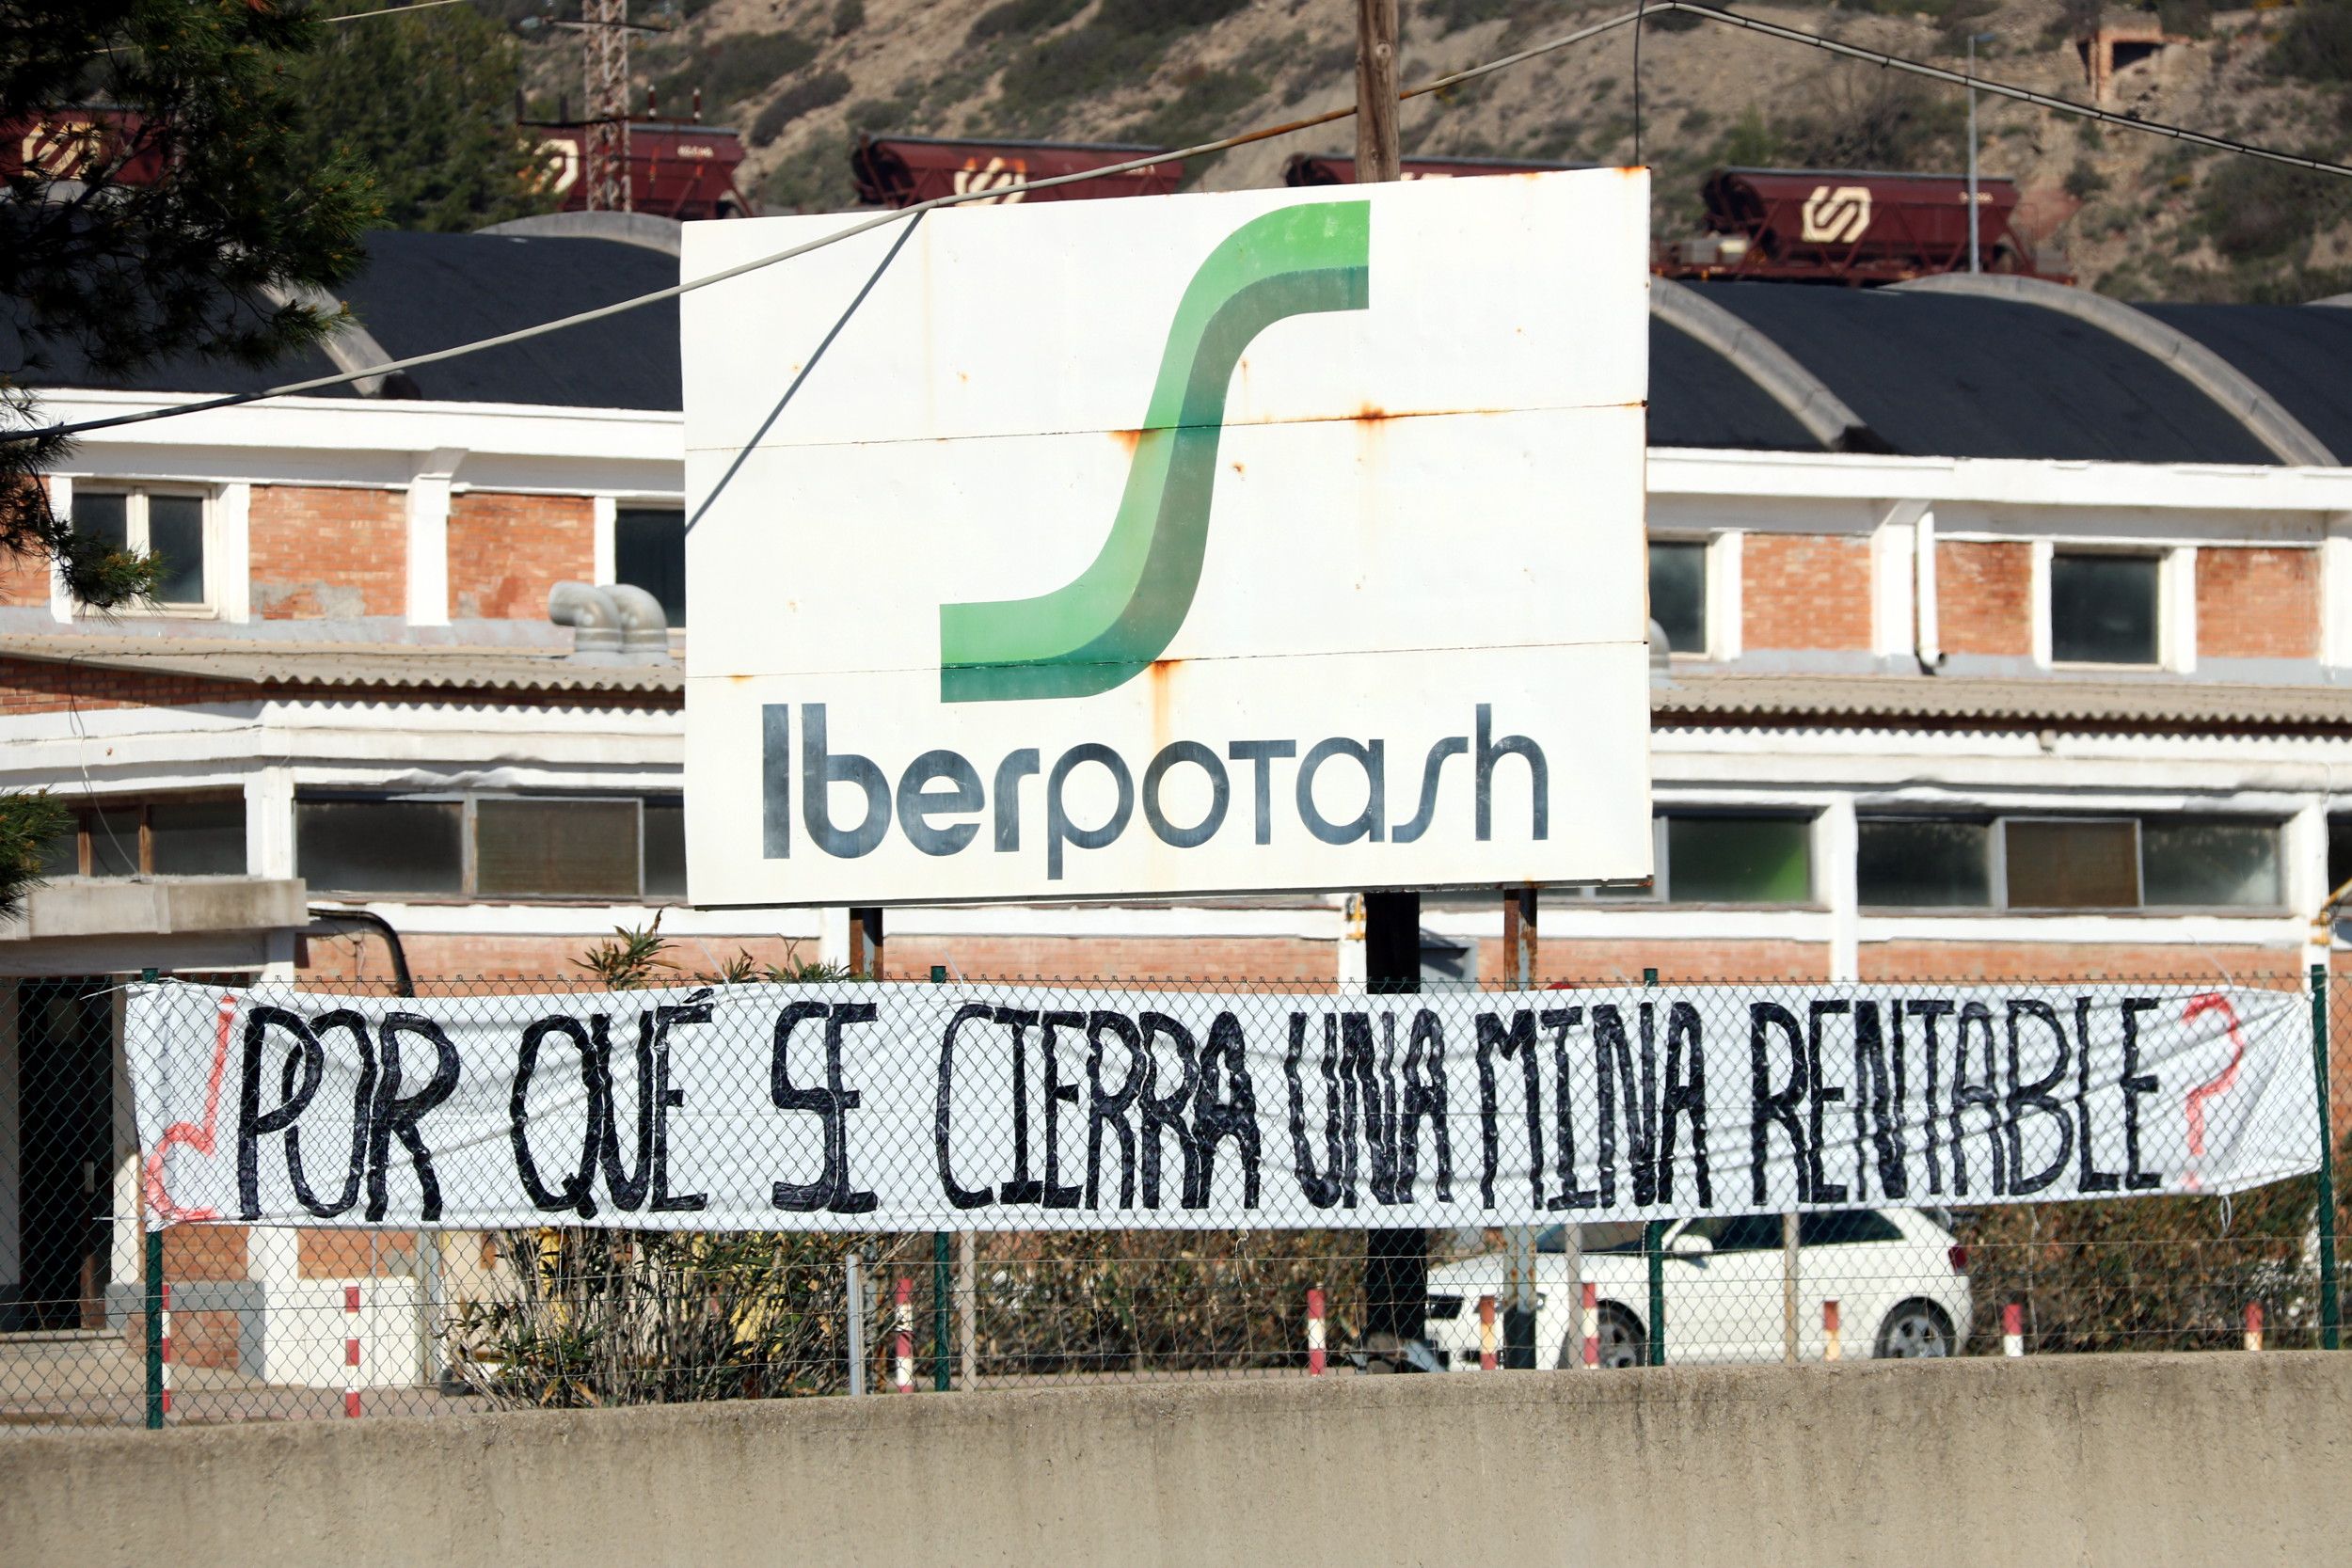 Iberpotash
¿POR QUÉ SE CIERRA UNA MINA RENTABLE?